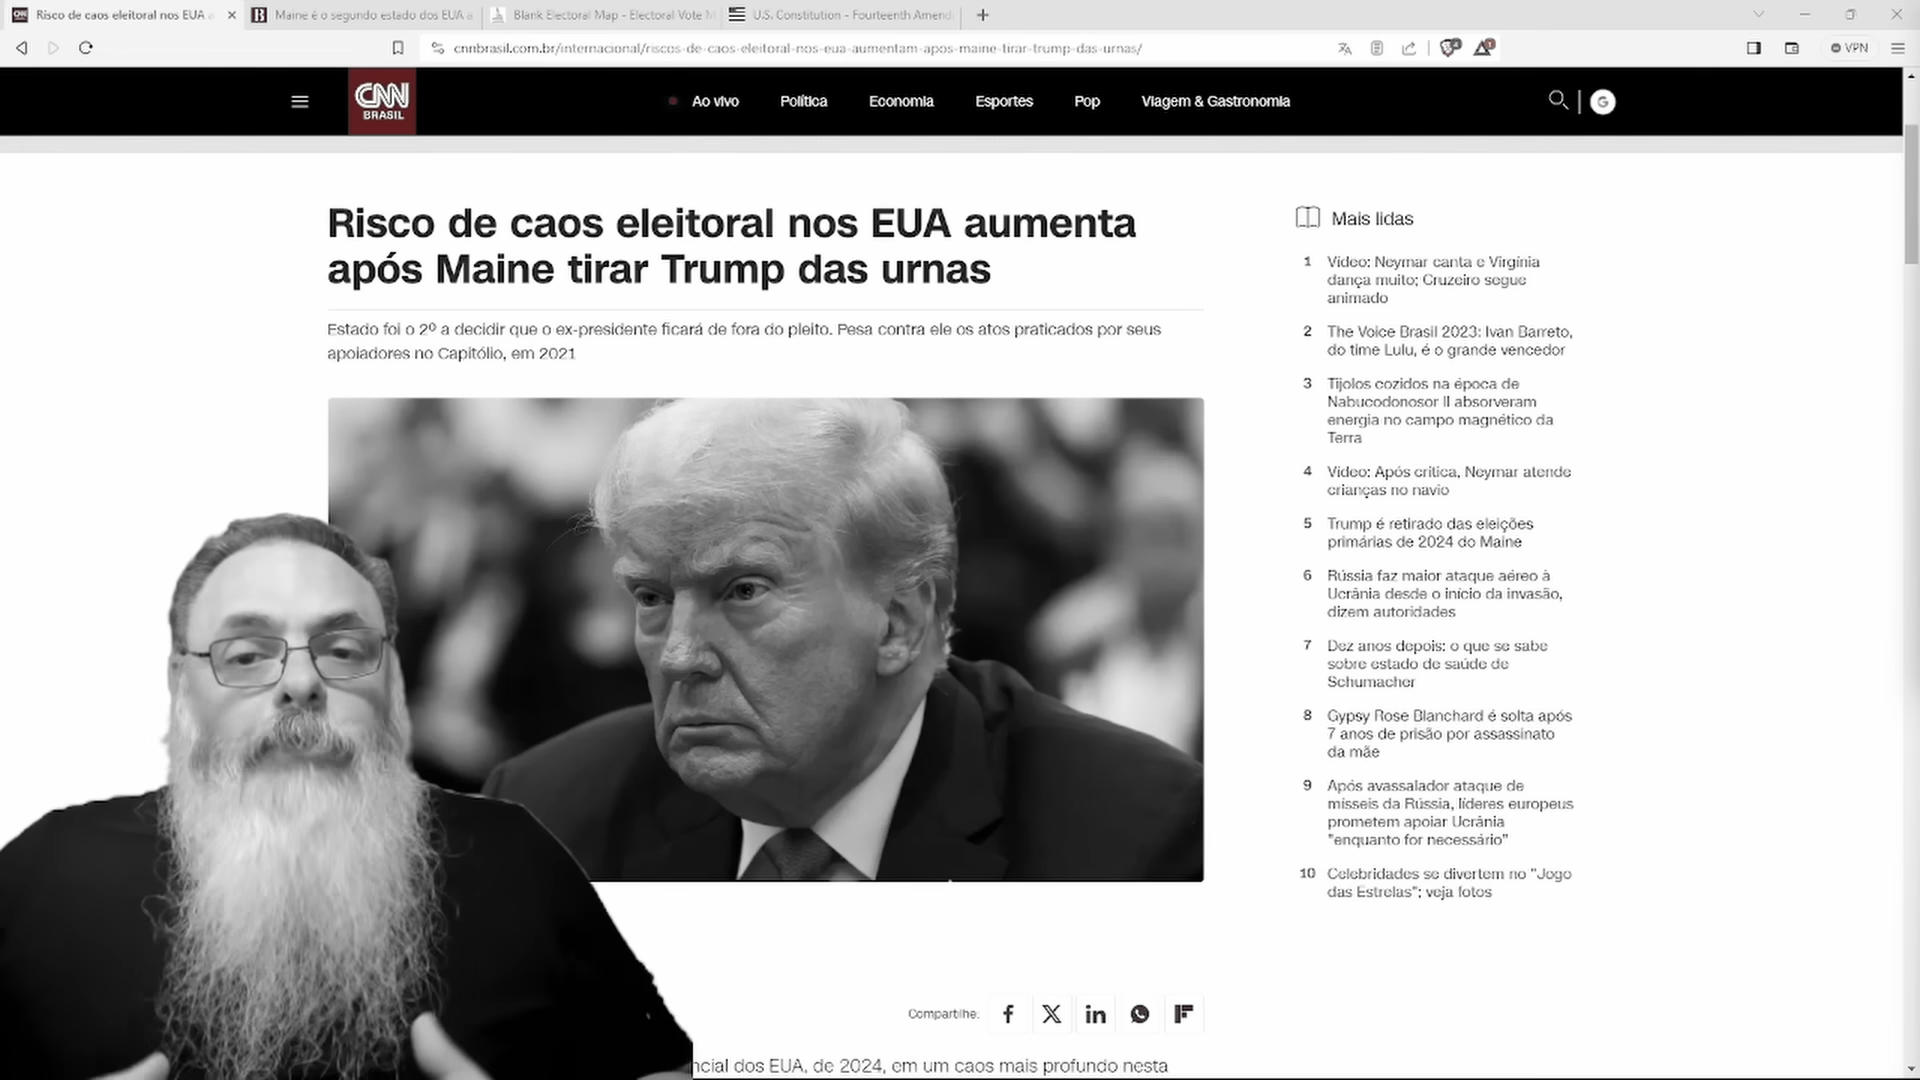 Risco de caos eleitoral nos EUA a
Maine é o segundo estado dos EUA a
Blank Electoral Map - Electoral Vote M
U.S. Constitution - Fourteenth Amend
cnnbrasil.com.br/internacional/riscos-de-caos-eleitoral-nos-eua-aumentam-apos-maine-tirar-trump-das-urnas/
VPN
CNN
BRASIL
Ao vivo
Política
Economia
Esportes
Pop
Viagem & Gastronomia
G
Risco de caos eleitoral nos EUA aumenta
após Maine tirar Trump das urnas
Estado foi o 2º a decidir que o ex-presidente ficará de fora do pleito. Pesa contra ele os atos praticados por seus
apoiadores no Capitólio, em 2021
Mais lidas
1 Vídeo: Neymar canta e Virgínia
dança muito; Cruzeiro segue
animado
2 The Voice Brasil 2023: Ivan Barreto,
do time Lulu, é o grande vencedor
3 Tijolos cozidos na época de
Nabucodonosor II absorveram
energia no campo magnético da
Terra
4 Vídeo: Após crítica, Neymar atende
crianças no navio
5 Trump é retirado das eleições
primárias de 2024 do Maine
6 Rússia faz maior ataque aéreo à
Ucrânia desde o início da invasão,
dizem autoridades
7 Dez anos depois: o que se sabe
sobre estado de saúde de
Schumacher
8 Gypsy Rose Blanchard é solta após
7 anos de prisão por assassinato
da mãe
9 Após avassalador ataque de
mísseis da Rússia, líderes europeus
prometem apoiar Ucrânia
"enquanto for necessário"
10 Celebridades se divertem no "Jogo
das Estrelas"; veja fotos
Compartilhe:
ncial dos EUA, de 2024, em um caos mais profundo nesta